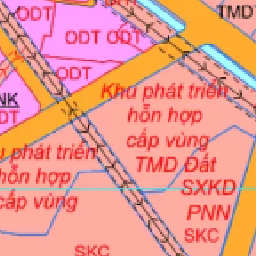 ODT
TMD
ODT
ODT ODT
ODT
NK
DT
Khu phát triển
hỗn hợp
cấp vùng
TMD Đất
SXKD
PNN
SKC
phát triển
hỗn hợp
cấp vùng
SKC